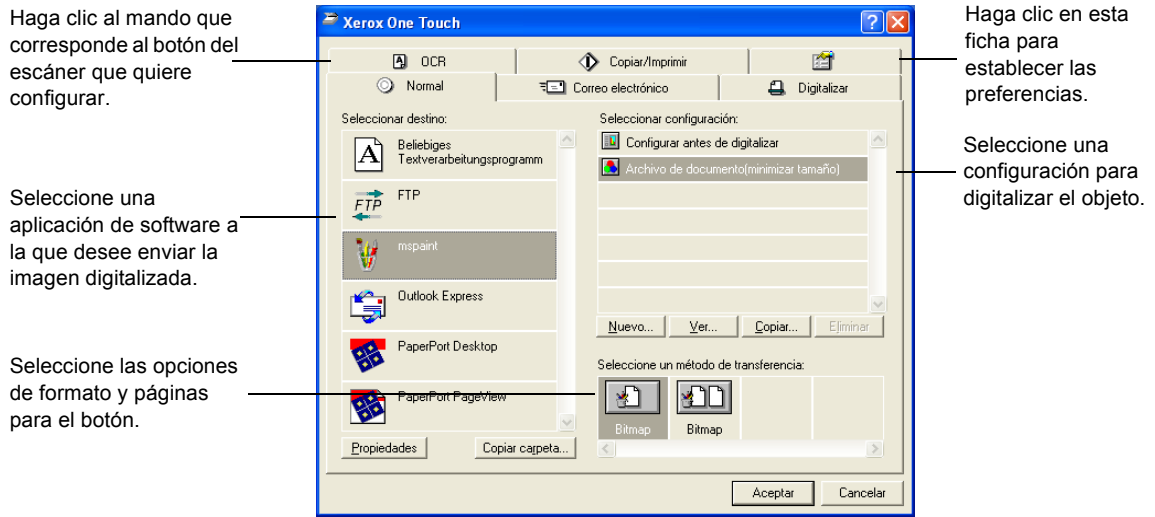 Haga clic al mando que
corresponde al botón del
escáner que quiere
configurar.
Seleccione una
aplicación de software a
la que desee enviar la
imagen digitalizada.
Seleccione las opciones
de formato y páginas
para el botón.
Xerox One Touch
OCR
Copiar/Imprimir
Normal
Correo electrónico
Digitalizar
Seleccionar destino:
Beliebiges
Textverarbeitungsprogramm
FTP
FTP
mspaint
Outlook Express
PaperPort Desktop
PaperPort PageView
Propiedades
Copiar carpeta...
Seleccionar configuración:
Configurar antes de digitalizar
Archivo de documento(minimizar tamaño)
Nuevo...
Ver...
Copiar...
Eliminar
Seleccione un método de transferencia:
Bitmap
Bitmap
Aceptar
Cancelar
Haga clic en esta
ficha para
establecer las
preferencias.
Seleccione una
configuración para
digitalizar el objeto.